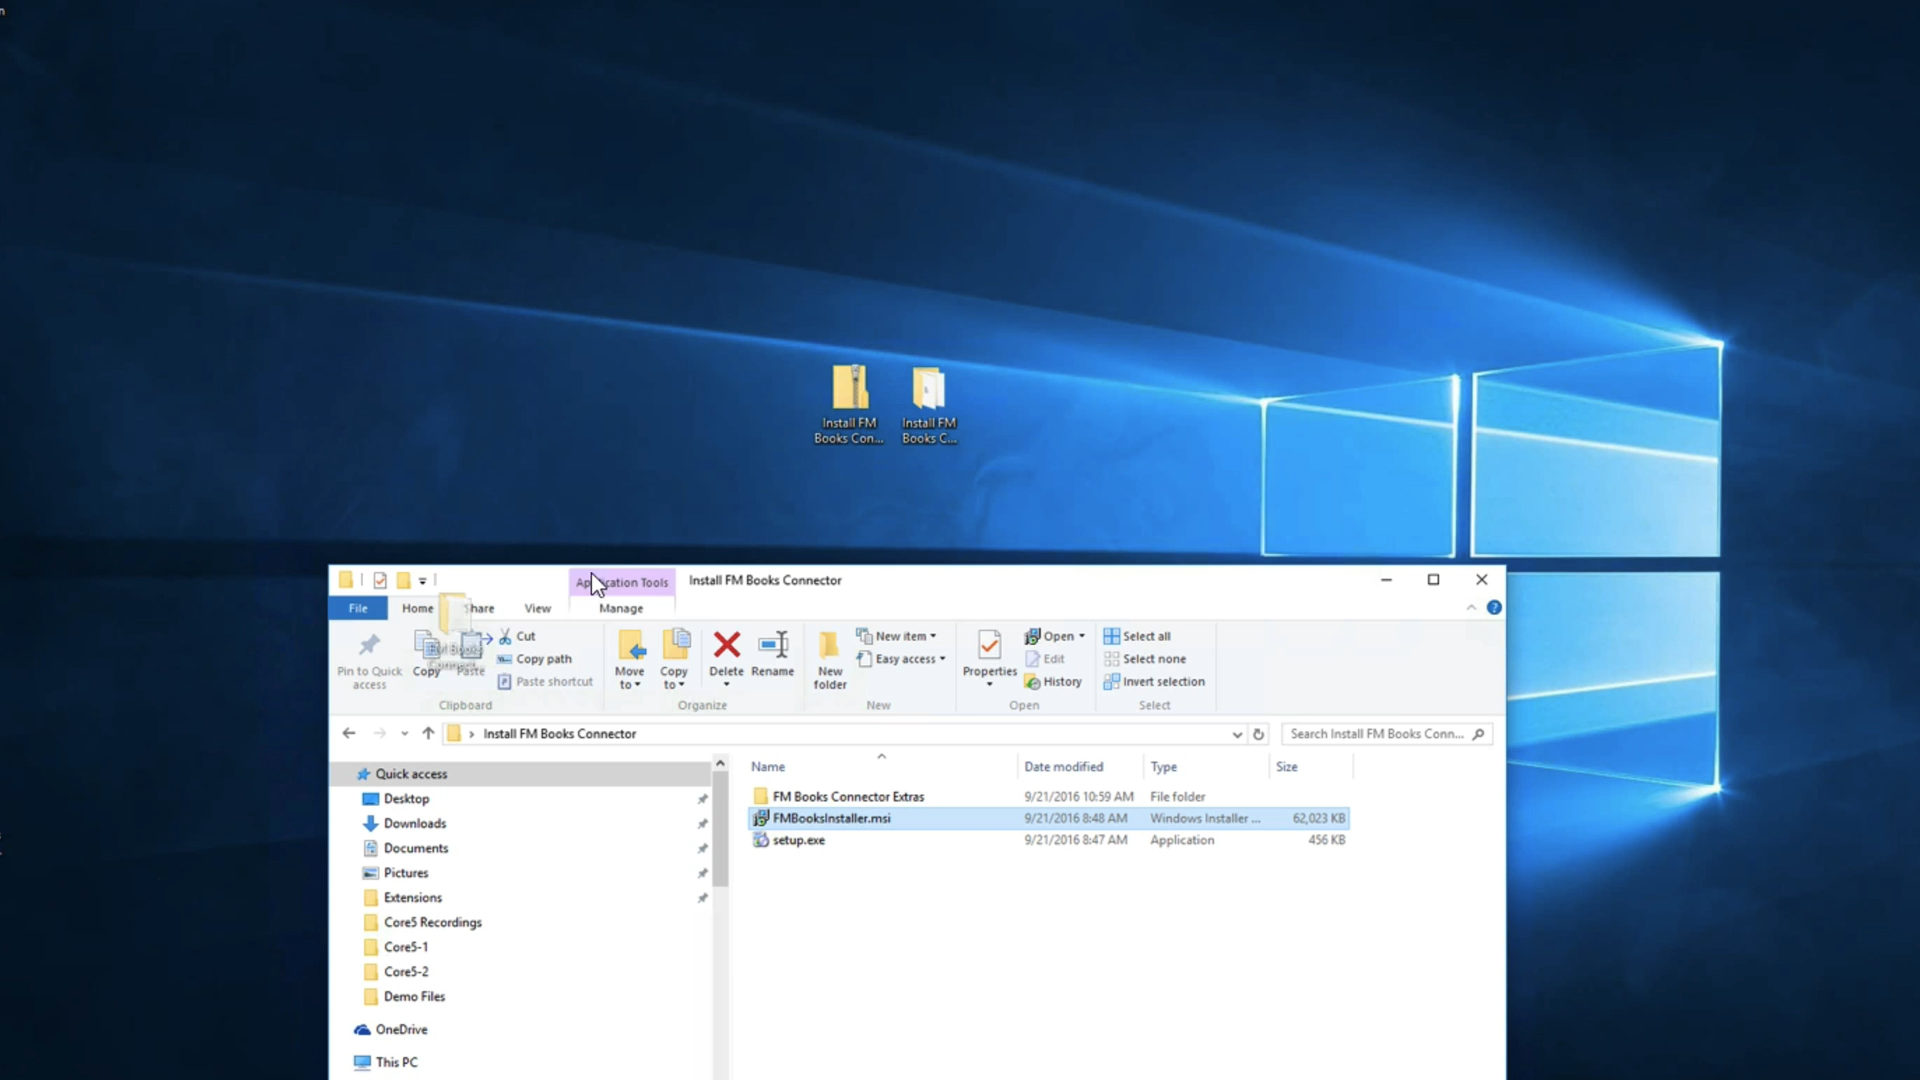 n
Install FM
Books Con...
Install FM
Books C...
Application Tools
Install FM Books Connector
File
Home
Share
View
Manage
Pin to Quick
access
Copy
Paste
Cut
Copy path
Paste shortcut
Move
to
Copy
to
Delete
Rename
New
folder
New item
Easy access
Properties
Open
Edit
History
Select all
Select none
Invert selection
Clipboard
Organize
New
Open
Select
Install FM Books Connector
Search Install FM Books Conn...
Name
Date modified
Type
Size
FM Books Connector Extras
9/21/2016 10:59 AM
File folder
FMBooksInstaller.msi
9/21/2016 8:48 AM
Windows Installer ...
62,023 KB
setup.exe
9/21/2016 8:47 AM
Application
456 KB
Quick access
Desktop
Downloads
Documents
Pictures
Extensions
Core5 Recordings
Core5-1
Core5-2
Demo Files
OneDrive
This PC